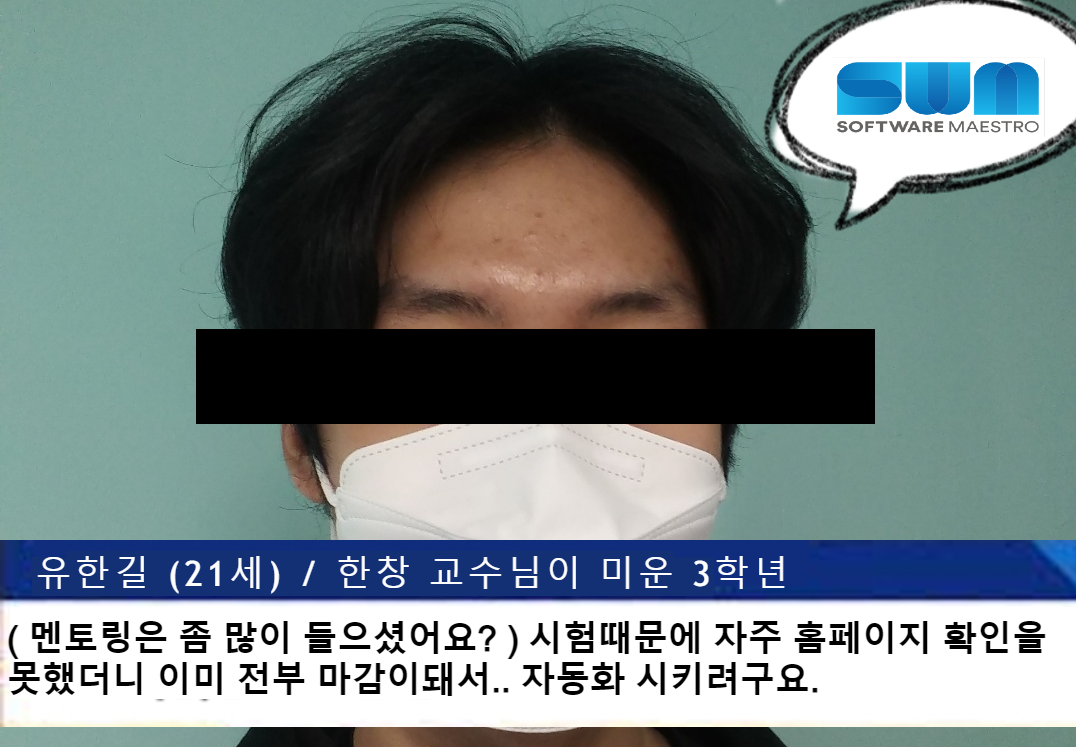 SWM
SOFTWARE MAESTRO
유한길 (21세) / 한창 교수님이 미운 3학년
( 멘토링은 좀 많이 들으셨어요? ) 시험때문에 자주 홈페이지 확인을
못했더니 이미 전부 마감이돼서.. 자동화 시키려구요.